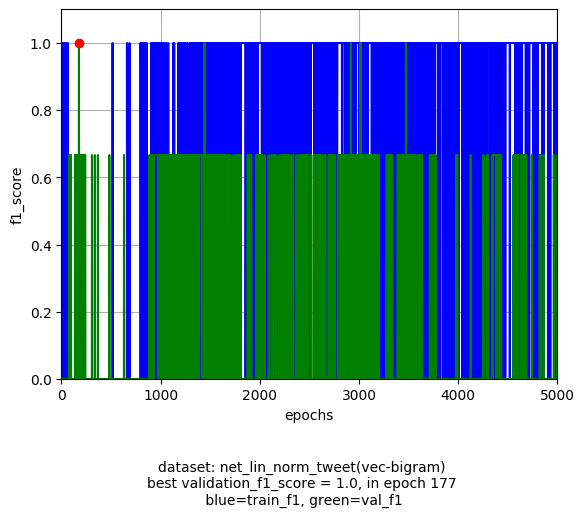 1.0
0.8
0.6
0.4
0.2
0.0
f1_score
0 1000 2000 3000 4000 5000
epochs
dataset: net_lin_norm_tweet(vec-bigram)
best validation_f1_score = 1.0, in epoch 177
blue=train_f1, green=val_f1